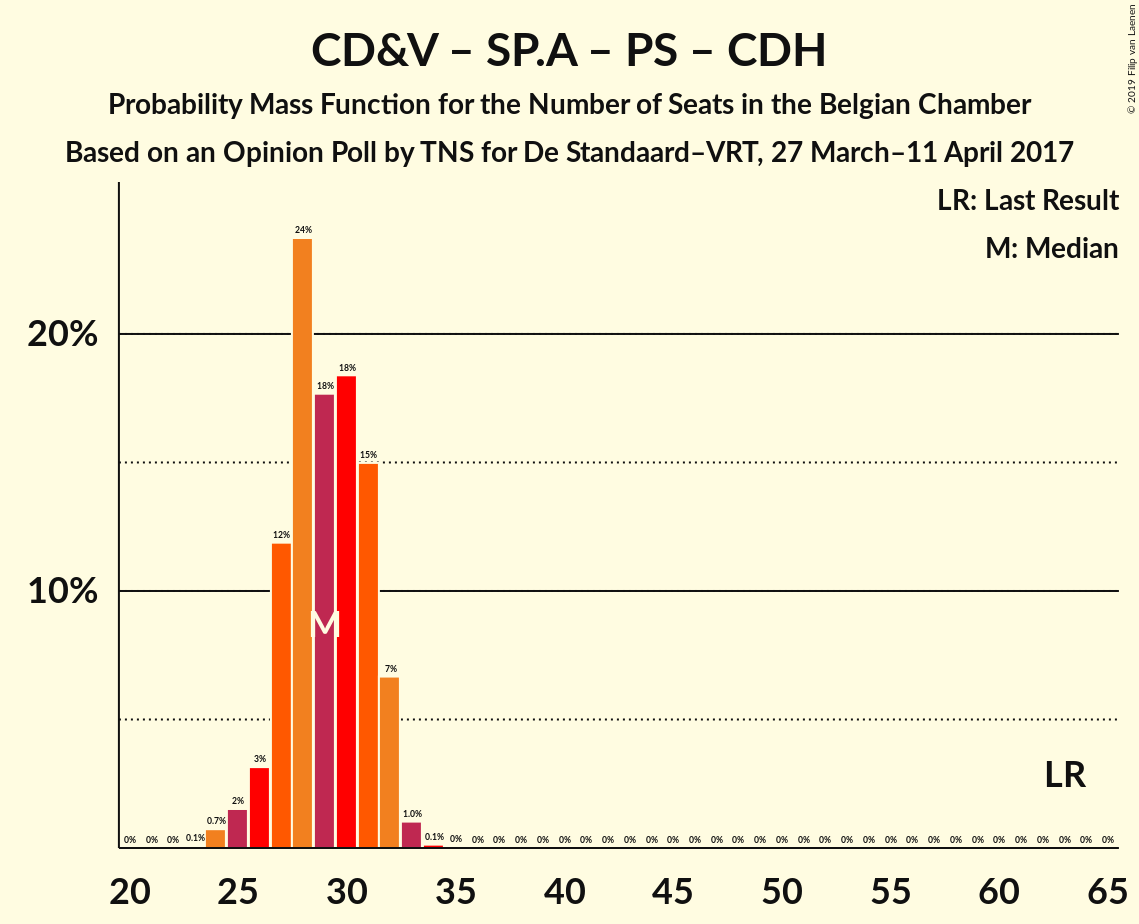 CD&V – SP.A – PS – CDH
Probability Mass Function for the Number of Seats in the Belgian Chamber
Based on an Opinion Poll by TNS for De Standaard–VRT, 27 March–11 April 2017
© 2019 Filip van Laenen
LR: Last Result
M: Median
24%
20%
18%
18%
15%
12%
10%
M
7%
3%
LR
2%
0.7%
1.0%
0% 0% 0% 0.1% 0.1% 0% 0% 0% 0% 0% 0% 0% 0% 0% 0% 0% 0% 0% 0% 0% 0% 0% 0% 0% 0% 0% 0% 0% 0% 0% 0% 0% 0% 0% 0% 0%
20 25 30 35 40 45 50 55 60 65